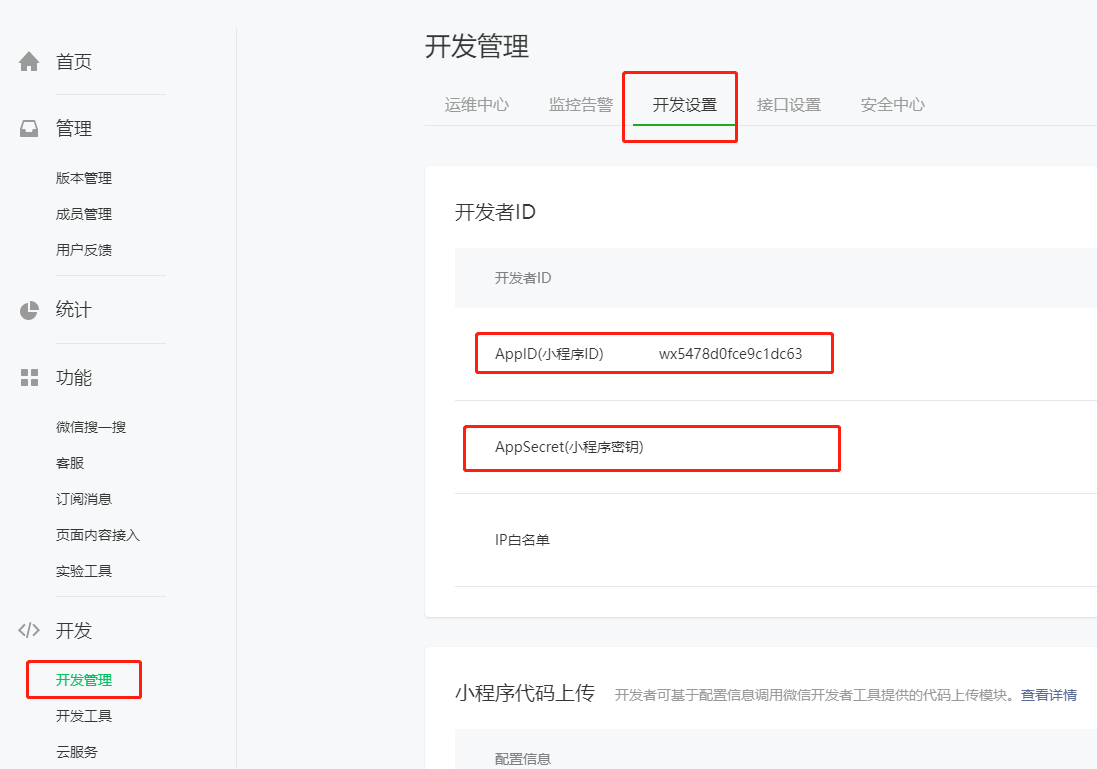 首页
管理
版本管理
成员管理
用户反馈
统计
功能
微信搜一搜
客服
订阅消息
页面内容接入
实验工具
开发
开发管理
开发工具
云服务
开发管理
运维中心 监控告警 开发设置 接口设置 安全中心
开发者ID
开发者ID
AppID(小程序ID) wx5478d0fce9c1dc63
AppSecret(小程序密钥)
IP白名单
小程序代码上传 开发者可基于配置信息调用微信开发者工具提供的代码上传模块。查看详情
配置信息